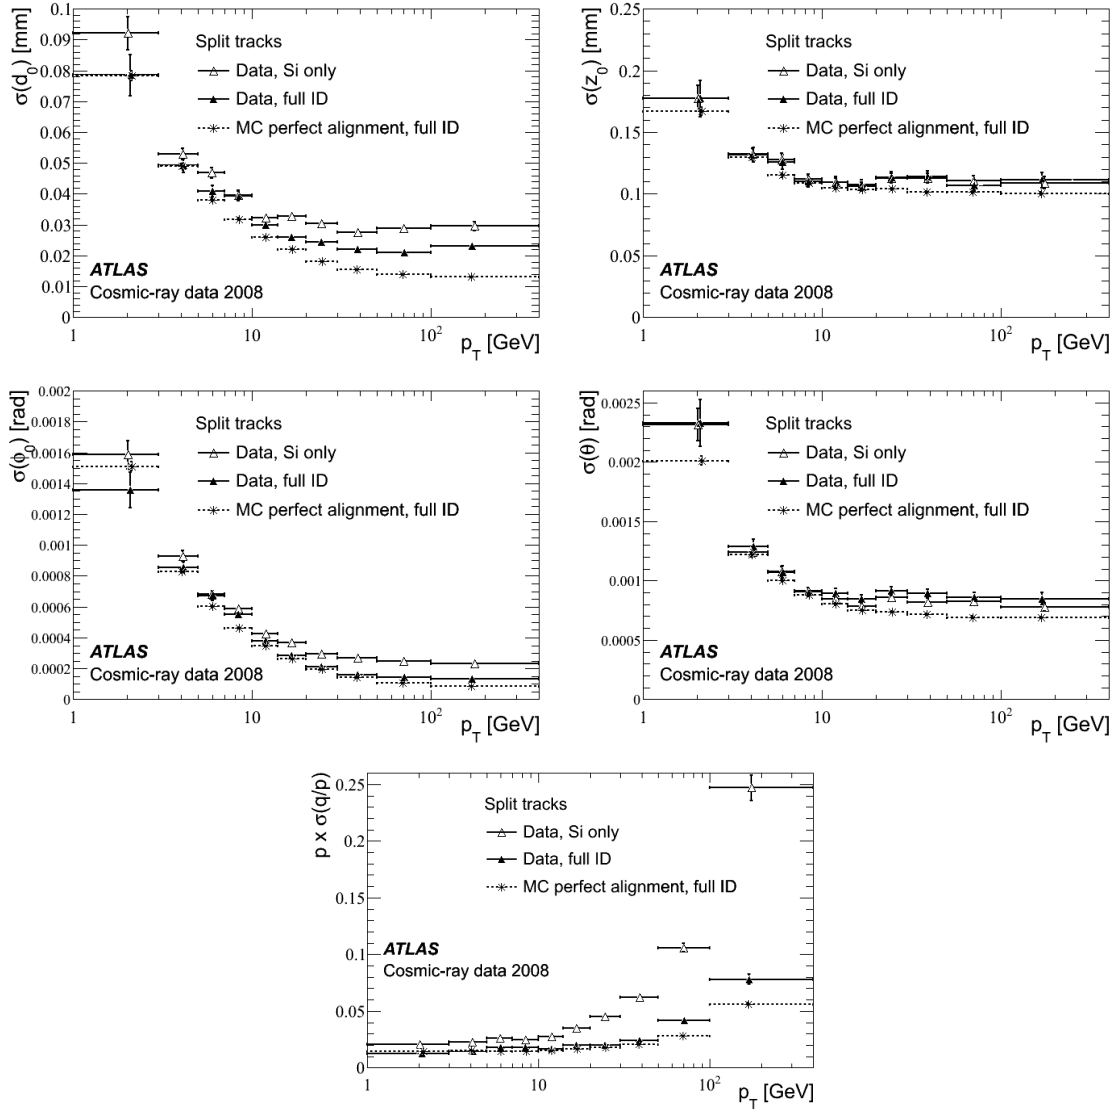 σ(d₀) [mm]
0.1
0.09
0.08
0.07
0.06
0.05
0.04
0.03
0.02
0.01
0
Split tracks
Data, Si only
Data, full ID
MC perfect alignment, full ID
ATLAS
Cosmic-ray data 2008
1 10 10²
p_T [GeV]
σ(z₀) [mm]
0.25
0.2
0.15
0.1
0.05
0
Split tracks
Data, Si only
Data, full ID
MC perfect alignment, full ID
ATLAS
Cosmic-ray data 2008
1 10 10²
p_T [GeV]
σ(ϕ₀) [rad]
0.002
0.0018
0.0016
0.0014
0.0012
0.001
0.0008
0.0006
0.0004
0.0002
0
Split tracks
Data, Si only
Data, full ID
MC perfect alignment, full ID
ATLAS
Cosmic-ray data 2008
1 10 10²
p_T [GeV]
σ(θ) [rad]
0.0025
0.002
0.0015
0.001
0.0005
0
Split tracks
Data, Si only
Data, full ID
MC perfect alignment, full ID
ATLAS
Cosmic-ray data 2008
1 10 10²
p_T [GeV]
p x σ(q/p)
0.25
0.2
0.15
0.1
0.05
0
Split tracks
Data, Si only
Data, full ID
MC perfect alignment, full ID
ATLAS
Cosmic-ray data 2008
1 10 10²
p_T [GeV]